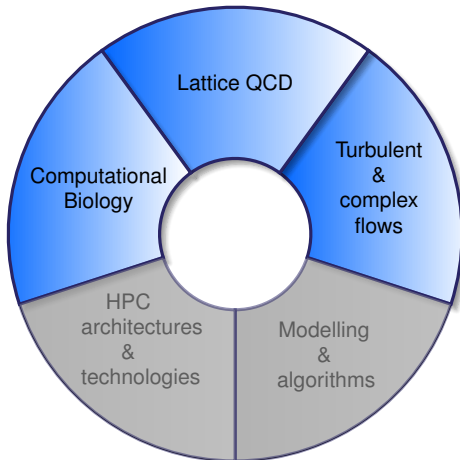 Lattice QCD
Computational
Biology
Turbulent
&
complex
flows
HPC
architectures
&
technologies
Modelling
&
algorithms